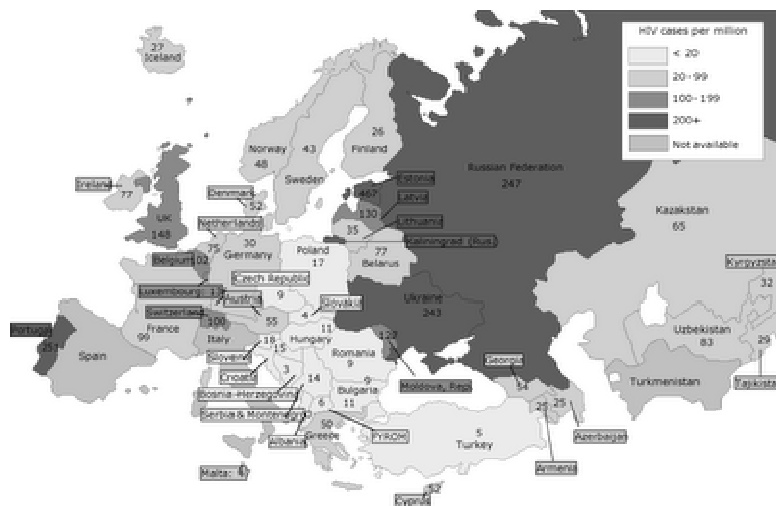 HIV cases per million
< 20
20-99
100-199
200+
Not available
27
Iceland
26
Finland
43
Sweden
Norway
48
Russian Federation
247
Estonia
467
Latvia
130
Lithuania
35
Kaliningrad (Rus.)
Ireland
77
UK
148
Denmark
52
Netherlands
75
30
Germany
Poland
17
77
Belarus
Kazakstan
65
Belgium
102
Czech Republic
9
Luxembourg
Slovakia
4
Ukraine
243
Austria
55
Switzerland
100
France
99
Portugal
Spain
Italy
Hungary
11
Slovenia
18
Croatia
15
Romania
9
Moldova, Rep.
Bosnia-Herzegovina
3
Serbia & Montenegro
14
Bulgaria
11
6
FYROM
Albania
50
Greece
5
Turkey
Malta:
Cyprus
Georgia
25
Azerbaijan
Armenia
Kyrgyzsta
32
Uzbekistan
83
29
Tajikista
Turkmenistan